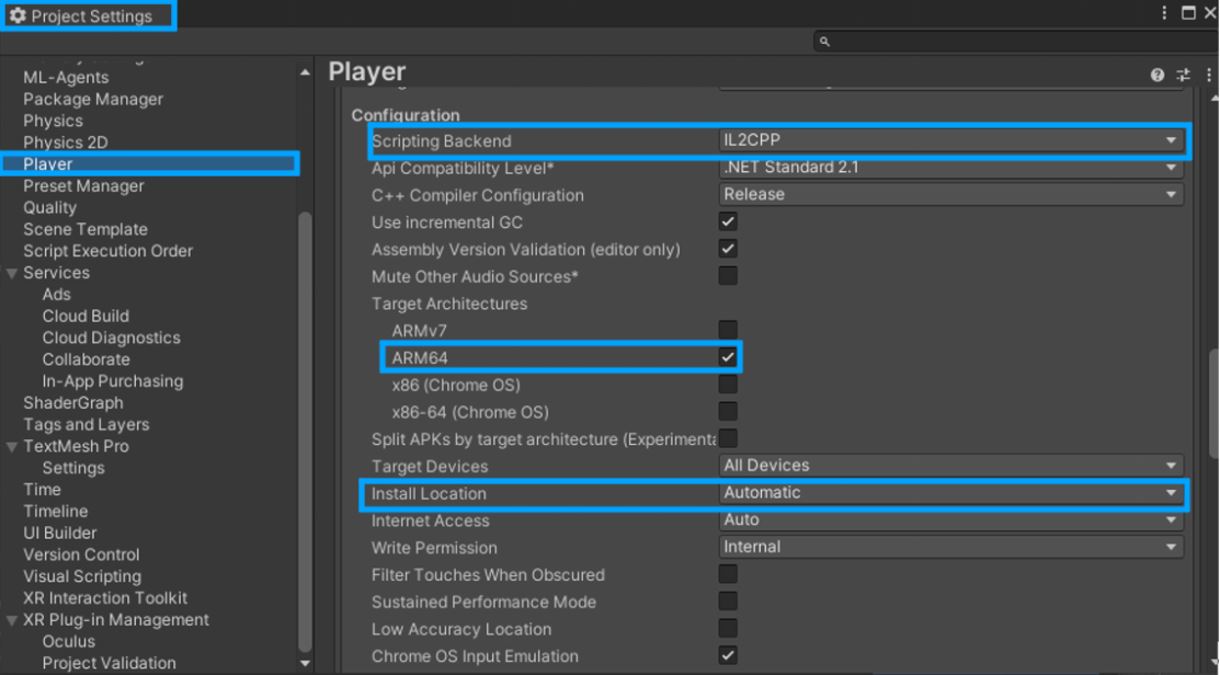 Project Settings
ML-Agents
Package Manager
Physics
Physics 2D
Player
Preset Manager
Quality
Scene Template
Script Execution Order
Services
Ads
Cloud Build
Cloud Diagnostics
Collaborate
In-App Purchasing
ShaderGraph
Tags and Layers
TextMesh Pro
Settings
Time
Timeline
UI Builder
Version Control
Visual Scripting
XR Interaction Toolkit
XR Plug-in Management
Oculus
Project Validation
Player
Configuration
Scripting Backend IL2CPP
Api Compatibility Level* .NET Standard 2.1
C++ Compiler Configuration Release
Use incremental GC
Assembly Version Validation (editor only)
Mute Other Audio Sources*
Target Architectures
ARMv7
ARM64
x86 (Chrome OS)
x86-64 (Chrome OS)
Split APKs by target architecture (Experimenta
Target Devices All Devices
Install Location Automatic
Internet Access Auto
Write Permission Internal
Filter Touches When Obscured
Sustained Performance Mode
Low Accuracy Location
Chrome OS Input Emulation